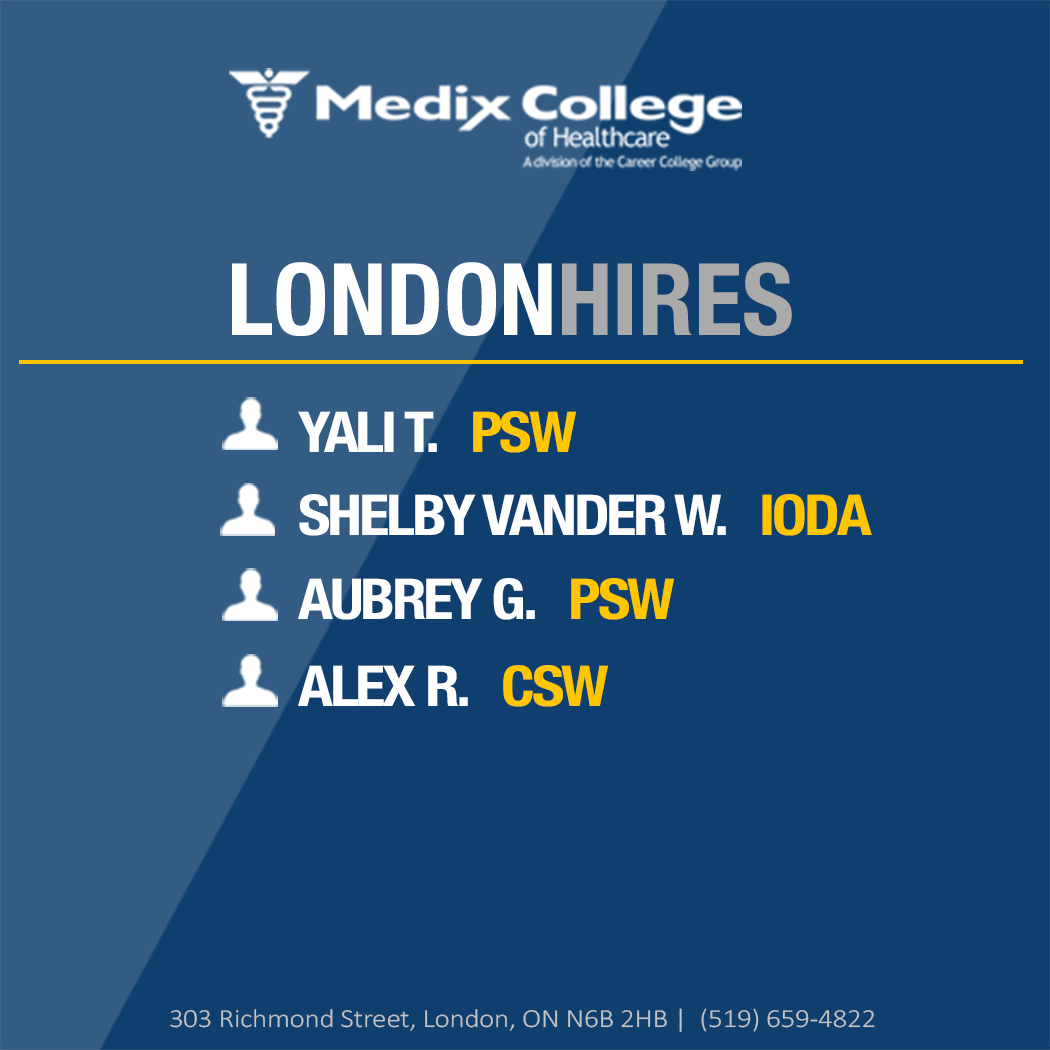 Medix College
of Healthcare
A division of the Career College Group
LONDONHIRES
YALI T. PSW
SHELBY VANDER W. IODA
AUBREY G. PSW
ALEX R. CSW
303 Richmond Street, London, ON N6B 2HB | (519) 659-4822